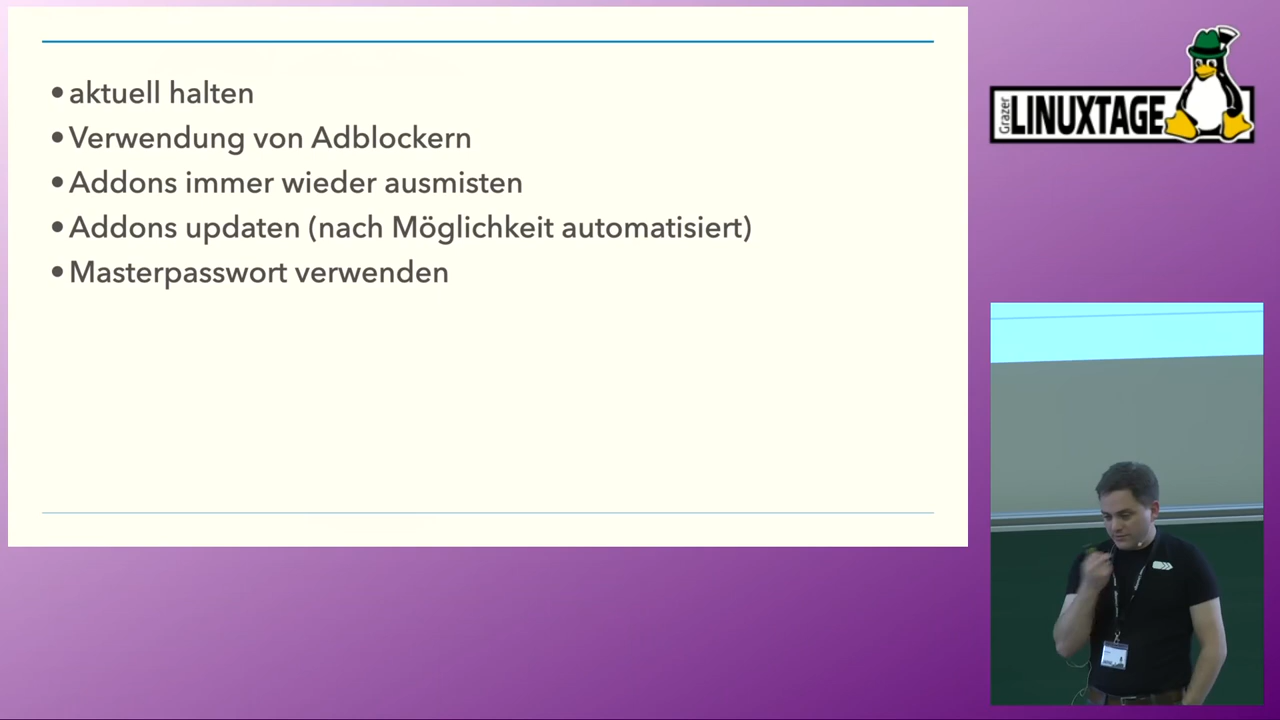 • aktuell halten
• Verwendung von Adblockern
• Addons immer wieder ausmisten
• Addons updaten (nach Möglichkeit automatisiert)
• Masterpasswort verwenden
Grazer
LINUXTAGE